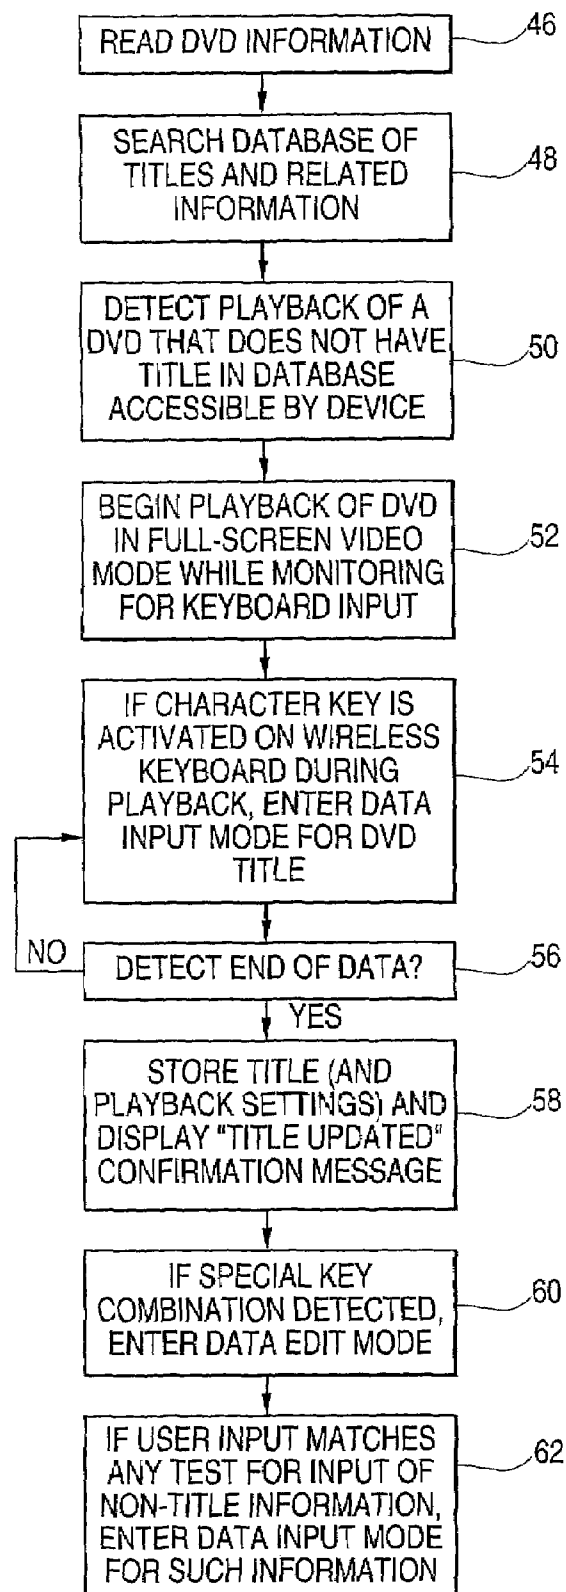 READ DVD INFORMATION
46
SEARCH DATABASE OF
TITLES AND RELATED
INFORMATION
48
DETECT PLAYBACK OF A
DVD THAT DOES NOT HAVE
TITLE IN DATABASE
ACCESSIBLE BY DEVICE
50
BEGIN PLAYBACK OF DVD
IN FULL-SCREEN VIDEO
MODE WHILE MONITORING
FOR KEYBOARD INPUT
52
IF CHARACTER KEY IS
ACTIVATED ON WIRELESS
KEYBOARD DURING
PLAYBACK, ENTER DATA
INPUT MODE FOR DVD
TITLE
54
NO
DETECT END OF DATA?
56
YES
STORE TITLE (AND
PLAYBACK SETTINGS) AND
DISPLAY "TITLE UPDATED"
CONFIRMATION MESSAGE
58
IF SPECIAL KEY
COMBINATION DETECTED,
ENTER DATA EDIT MODE
60
IF USER INPUT MATCHES
ANY TEST FOR INPUT OF
NON-TITLE INFORMATION,
ENTER DATA INPUT MODE
FOR SUCH INFORMATION
62